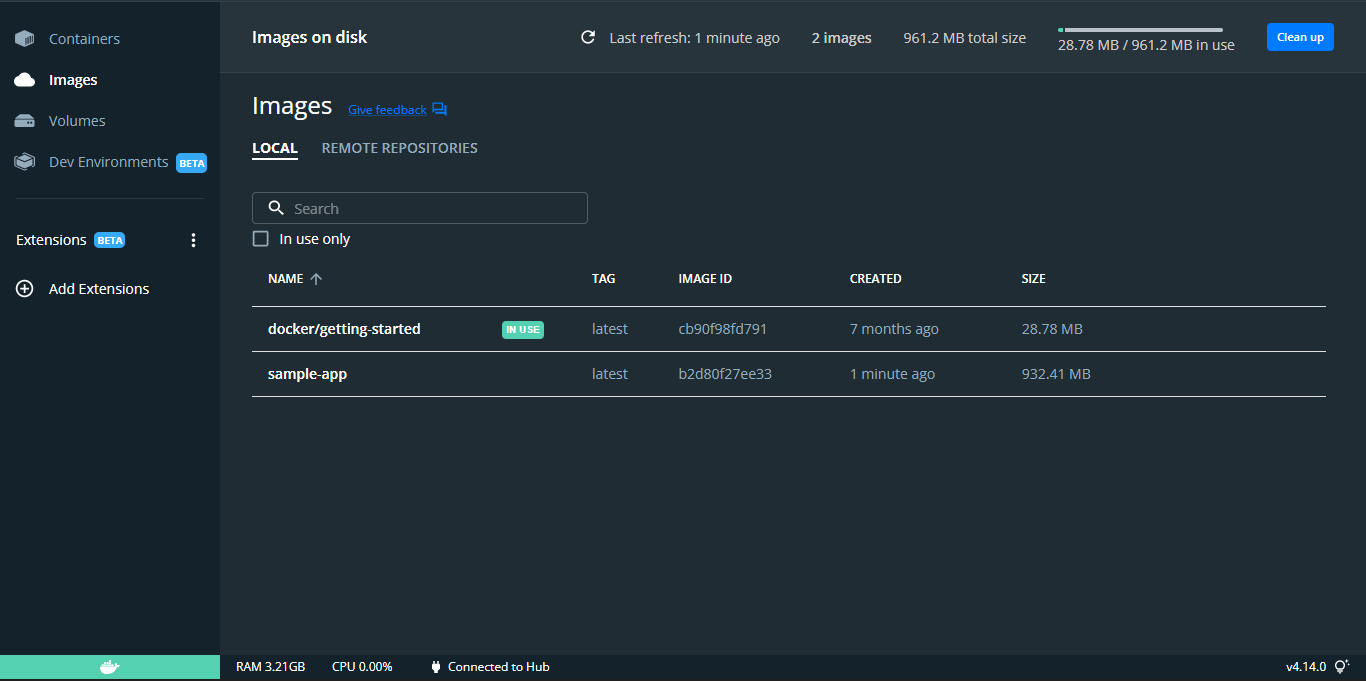 Containers
Images
Volumes
Dev Environments BETA
Extensions BETA
Add Extensions
Images on disk
Last refresh: 1 minute ago
2 images
961.2 MB total size
28.78 MB / 961.2 MB in use
Clean up
Images Give feedback
LOCAL REMOTE REPOSITORIES
Search
In use only
NAME TAG IMAGE ID CREATED SIZE
docker/getting-started IN USE latest cb90f98fd791 7 months ago 28.78 MB
sample-app latest b2d80f27ee33 1 minute ago 932.41 MB
RAM 3.21GB CPU 0.00% Connected to Hub v4.14.0